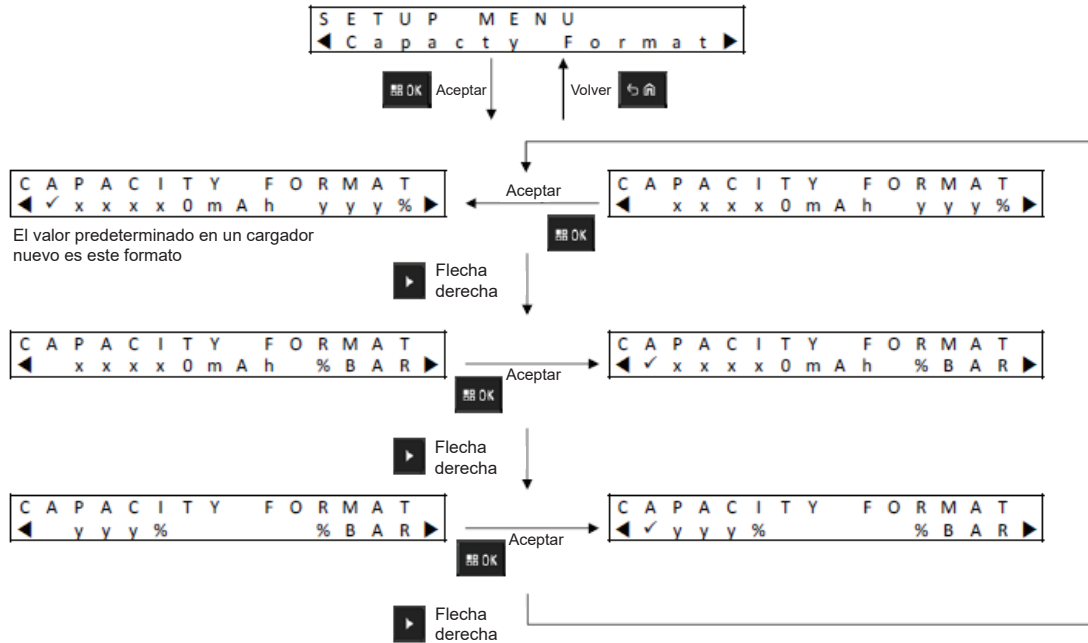 SETUP MENU
◀Capacty Format▶
OK Aceptar
Volver
CAPACITY FORMAT
◀✓xxxx0mAh yyy%▶
Aceptar
OK
CAPACITY FORMAT
◀ xxxx0mAh yyy%▶
El valor predeterminado en un cargador
nuevo es este formato
Flecha
derecha
CAPACITY FORMAT
◀ xxxx0mAh %BAR▶
Aceptar
OK
CAPACITY FORMAT
◀✓xxxx0mAh %BAR▶
Flecha
derecha
CAPACITY FORMAT
◀ yyy% %BAR▶
Aceptar
OK
CAPACITY FORMAT
◀✓yyy% %BAR▶
Flecha
derecha